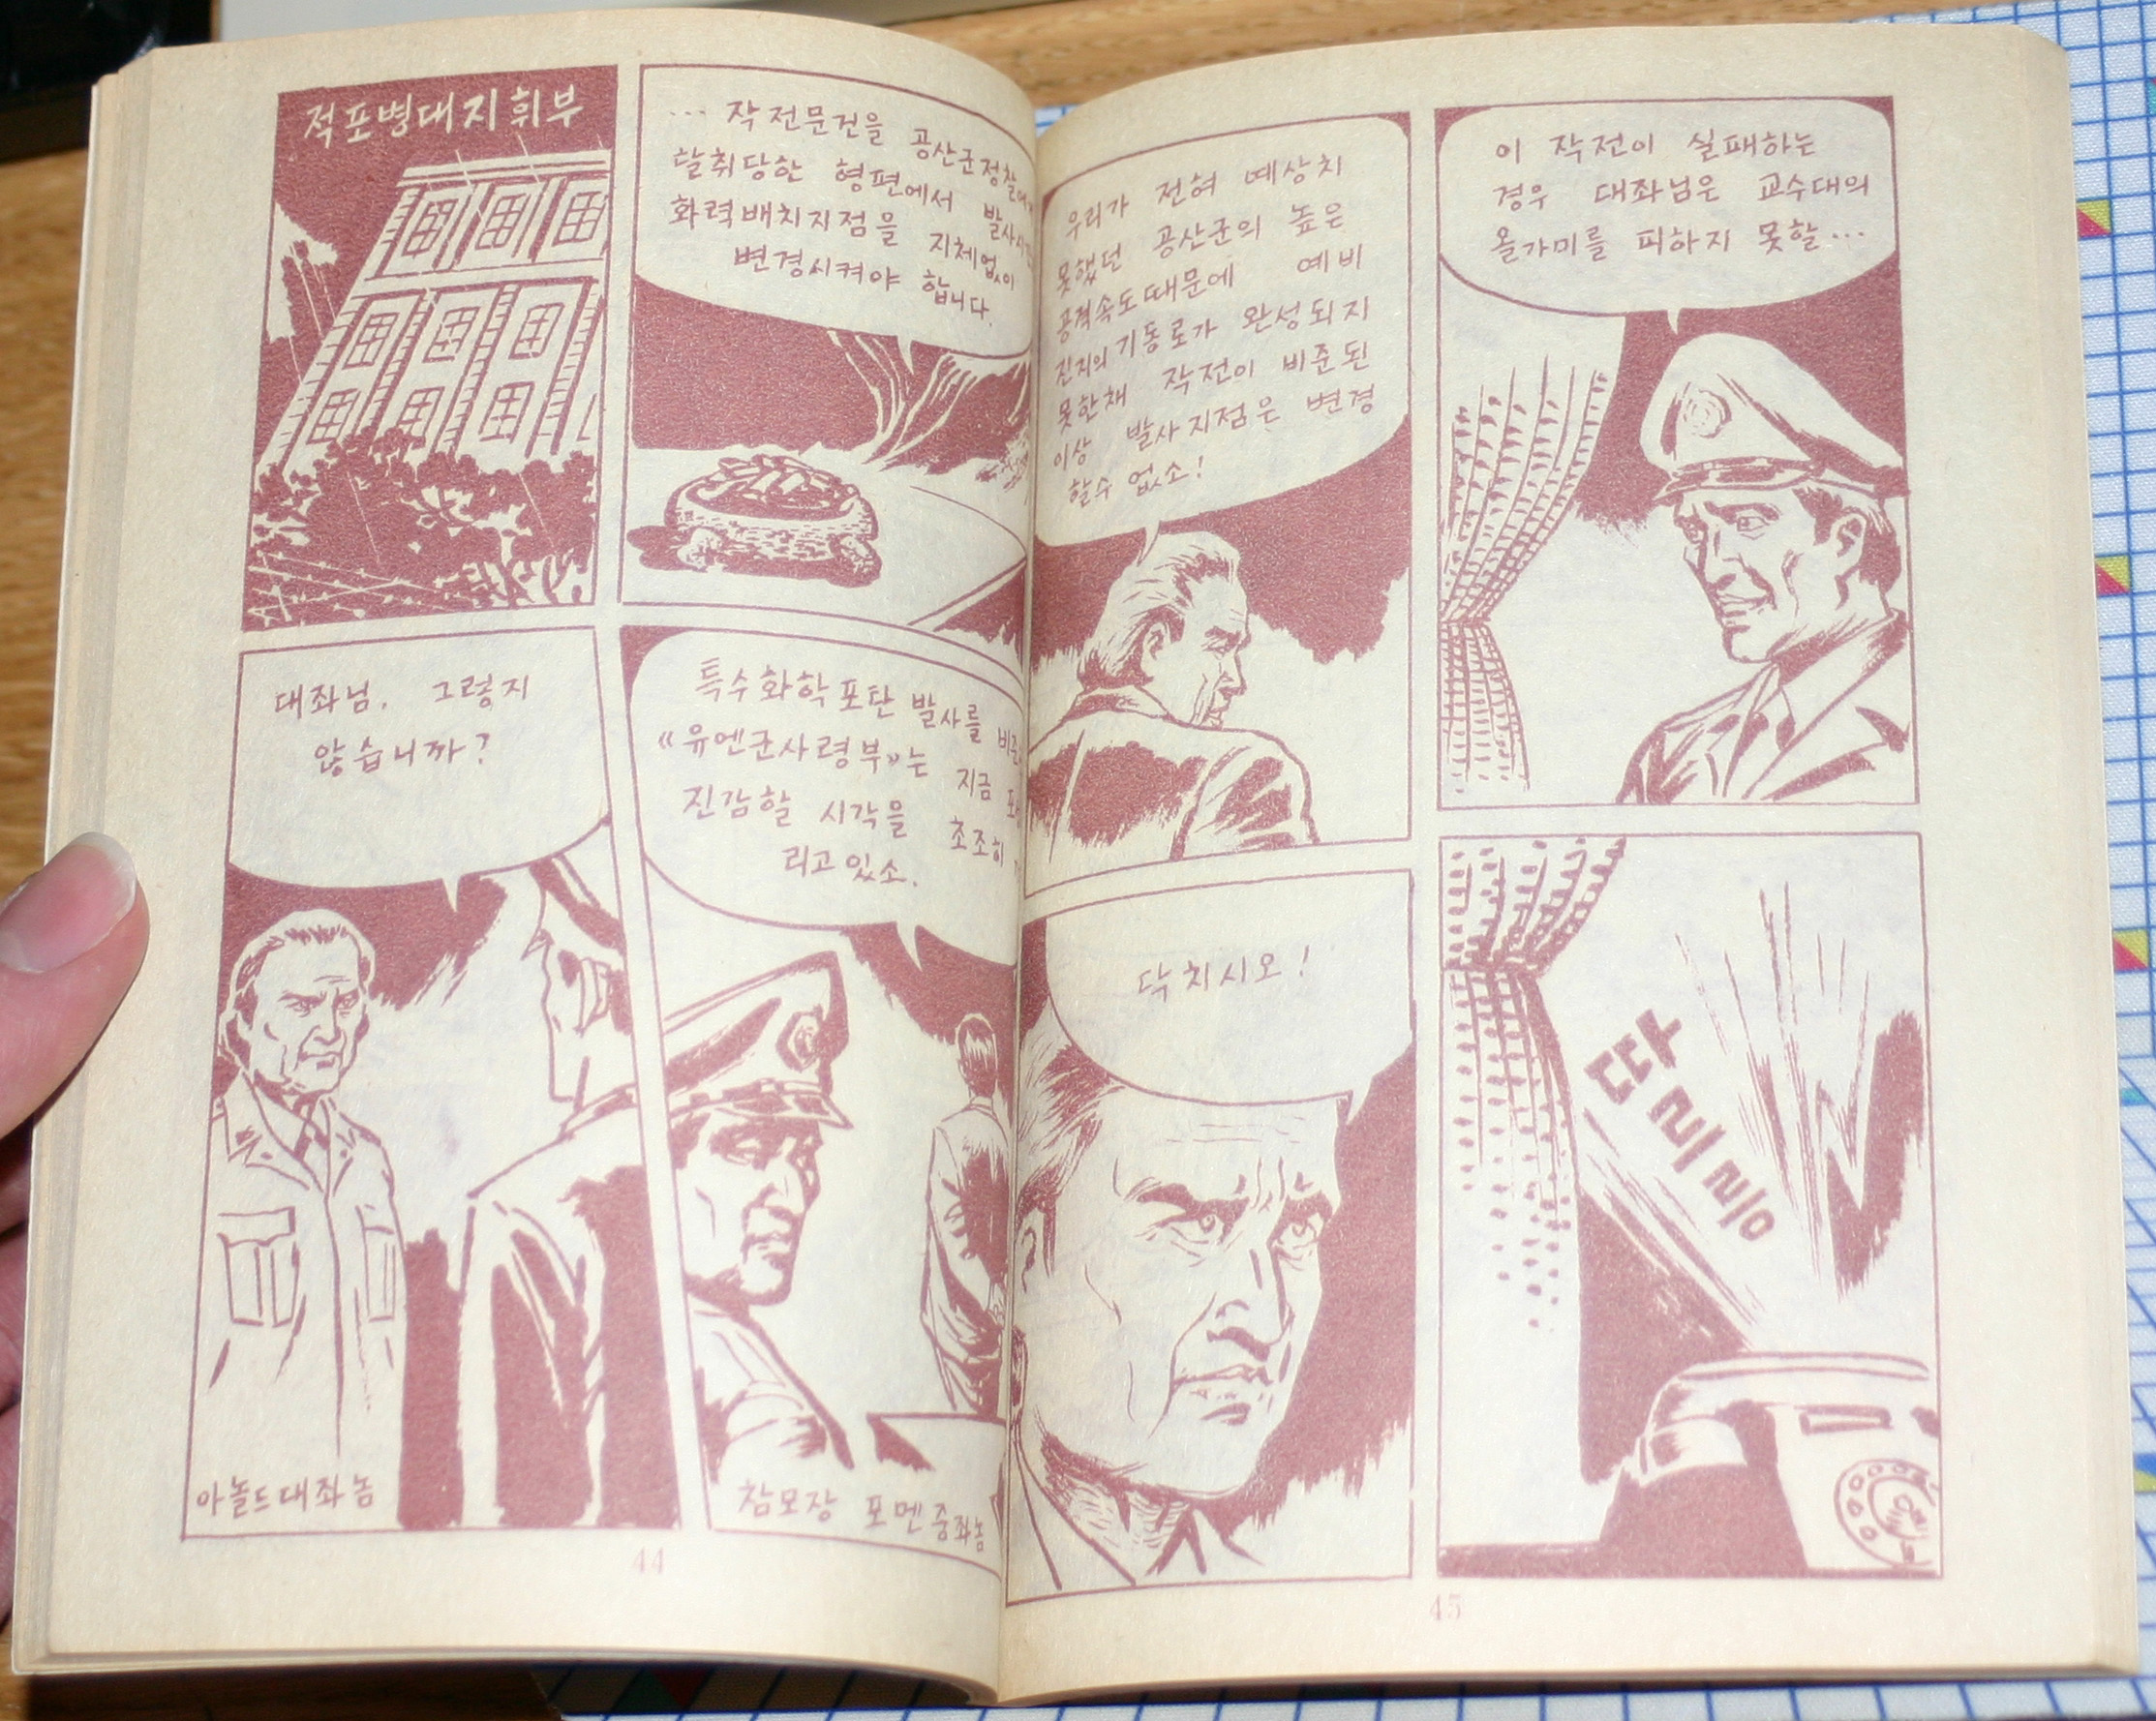 적포병대지휘부
… 작전문건을 공산군정찰에게
탈취당한 형편에서 발사시간
화력배치지점을 지체없이
변경시켜야 합니다.
대좌님. 그렇지
않습니까?
아놀드대좌놈
특수화학포탄 발사를
《유엔군사령부》는 지금
진감할 시각을 초조히
리고있소.
참모장 포멘중좌놈
44
우리가 전혀 예상치
못했던 공산군의 높은
공격속도때문에 예비
진지의 기동로가 완성되지
못한채 작전이 비준된
이상 발사지점은 변경
할수 없소!
이 작전이 실패하는
경우 대좌님은 교수대의
올가미를 피하지 못할…
닥치시오!
따르릉
45